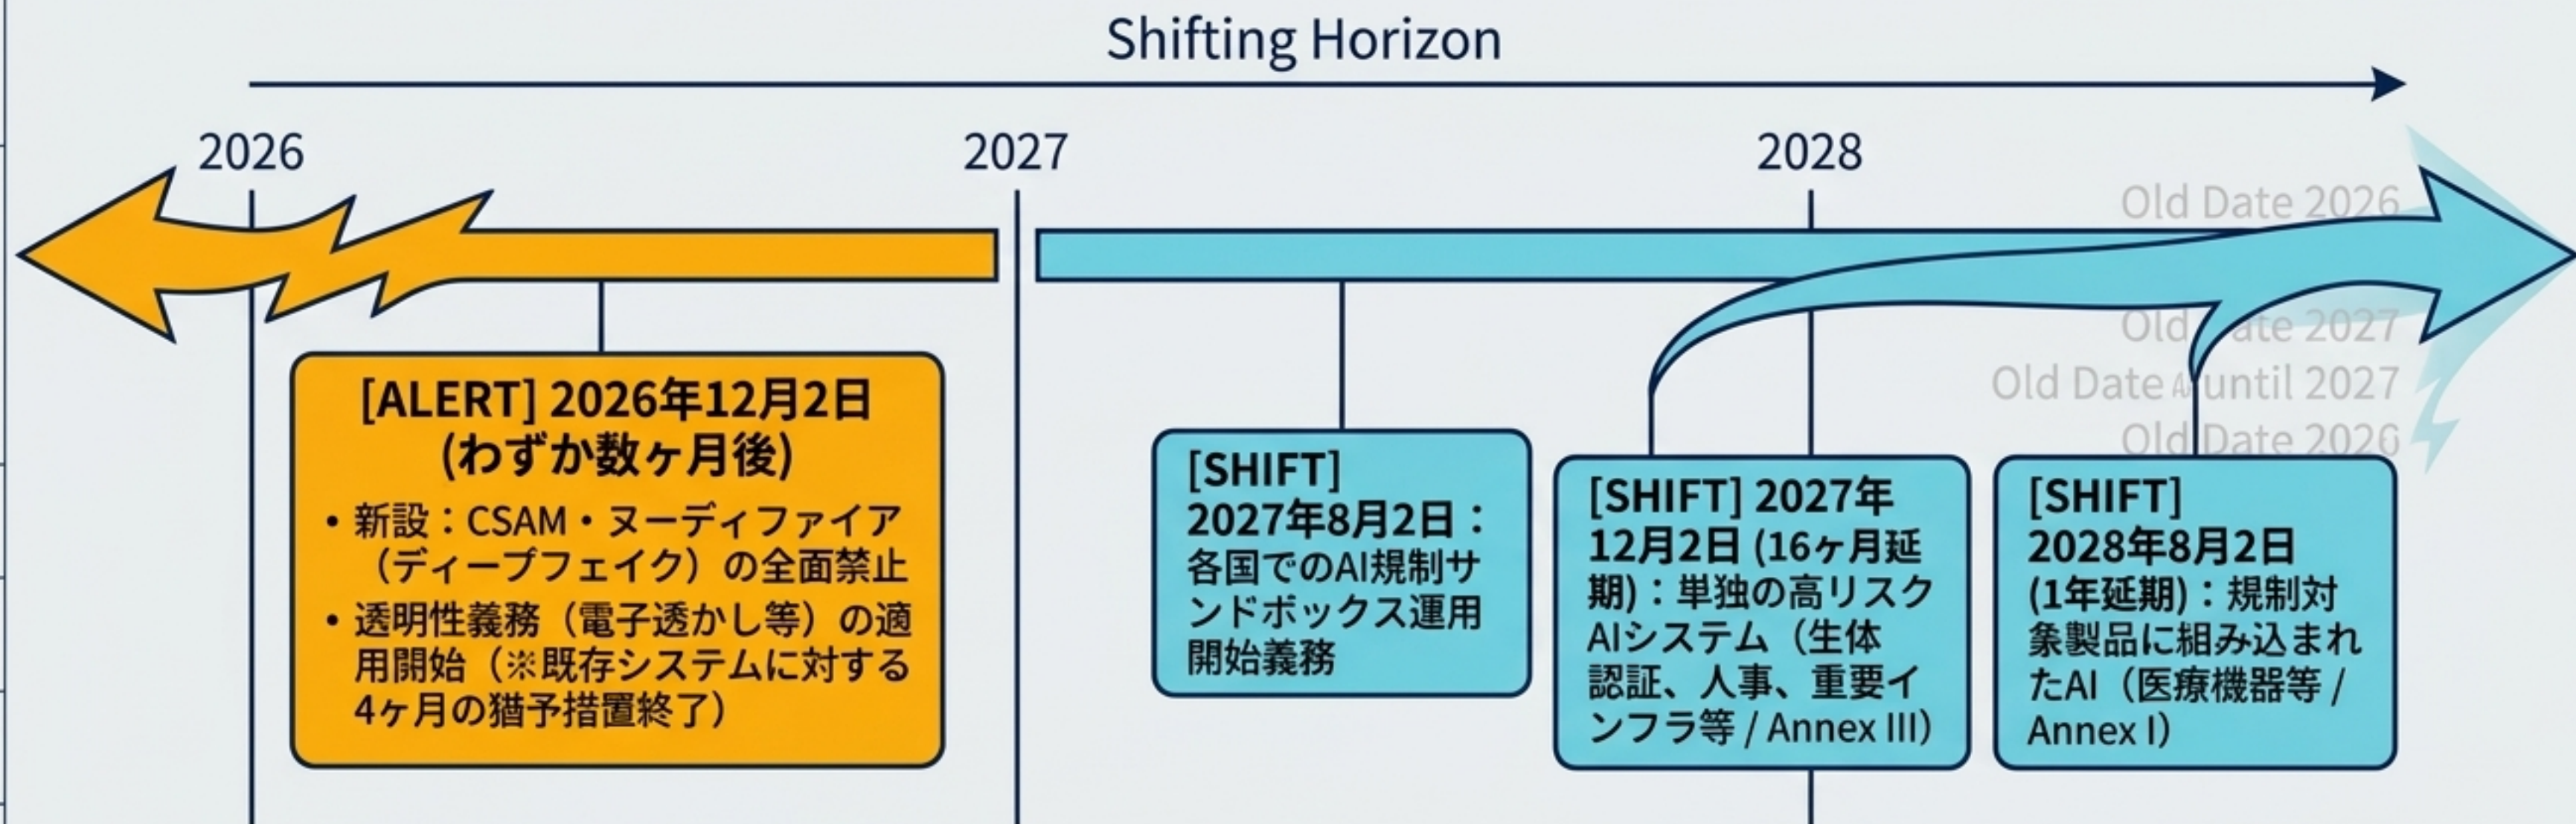 Shifting Horizon
2026
2027
2028
Old Date 2026
Old Date 2027
Old Date until 2027
Old Date 2026
[ALERT] 2026年12月2日
(わずか数ヶ月後)
• 新設：CSAM・ヌーディファイア
（ディープフェイク）の全面禁止
• 透明性義務（電子透かし等）の適
用開始（※既存システムに対する
4ヶ月の猶予措置終了）
[SHIFT]
2027年8月2日：
各国でのAI規制サ
ンドボックス運用
開始義務
[SHIFT] 2027年
12月2日 (16ヶ月延
期)：単独の高リスク
AIシステム（生体
認証、人事、重要イ
ンフラ等 / Annex III）
[SHIFT]
2028年8月2日
(1年延期)：規制対
象製品に組み込まれ
たAI（医療機器等 /
Annex I）